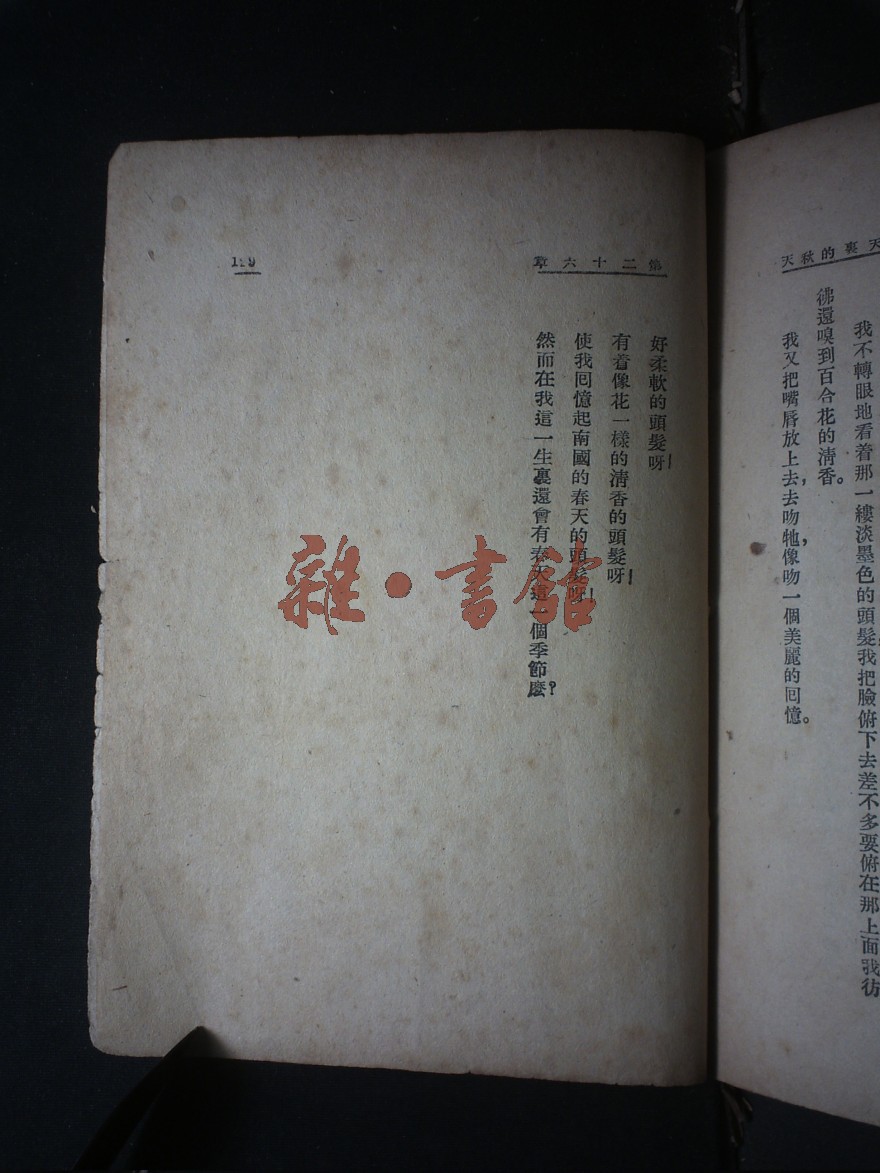 天裏的秋天
我不轉眼地看着那一縷淡墨色的頭髮，我把臉俯下去差不多要俯在那上面，我彷
彿還嗅到百合花的淸香。
我又把嘴唇放上去，去吻牠，像吻一個美麗的回憶。
第二十六章
好柔軟的頭髮呀！
有着像花一樣的淸香的頭髮呀！
使我回憶起南國的春天的頭髮呀！
然而在我這一生裏還會有春天這一個季節麽？
129
雜·書館